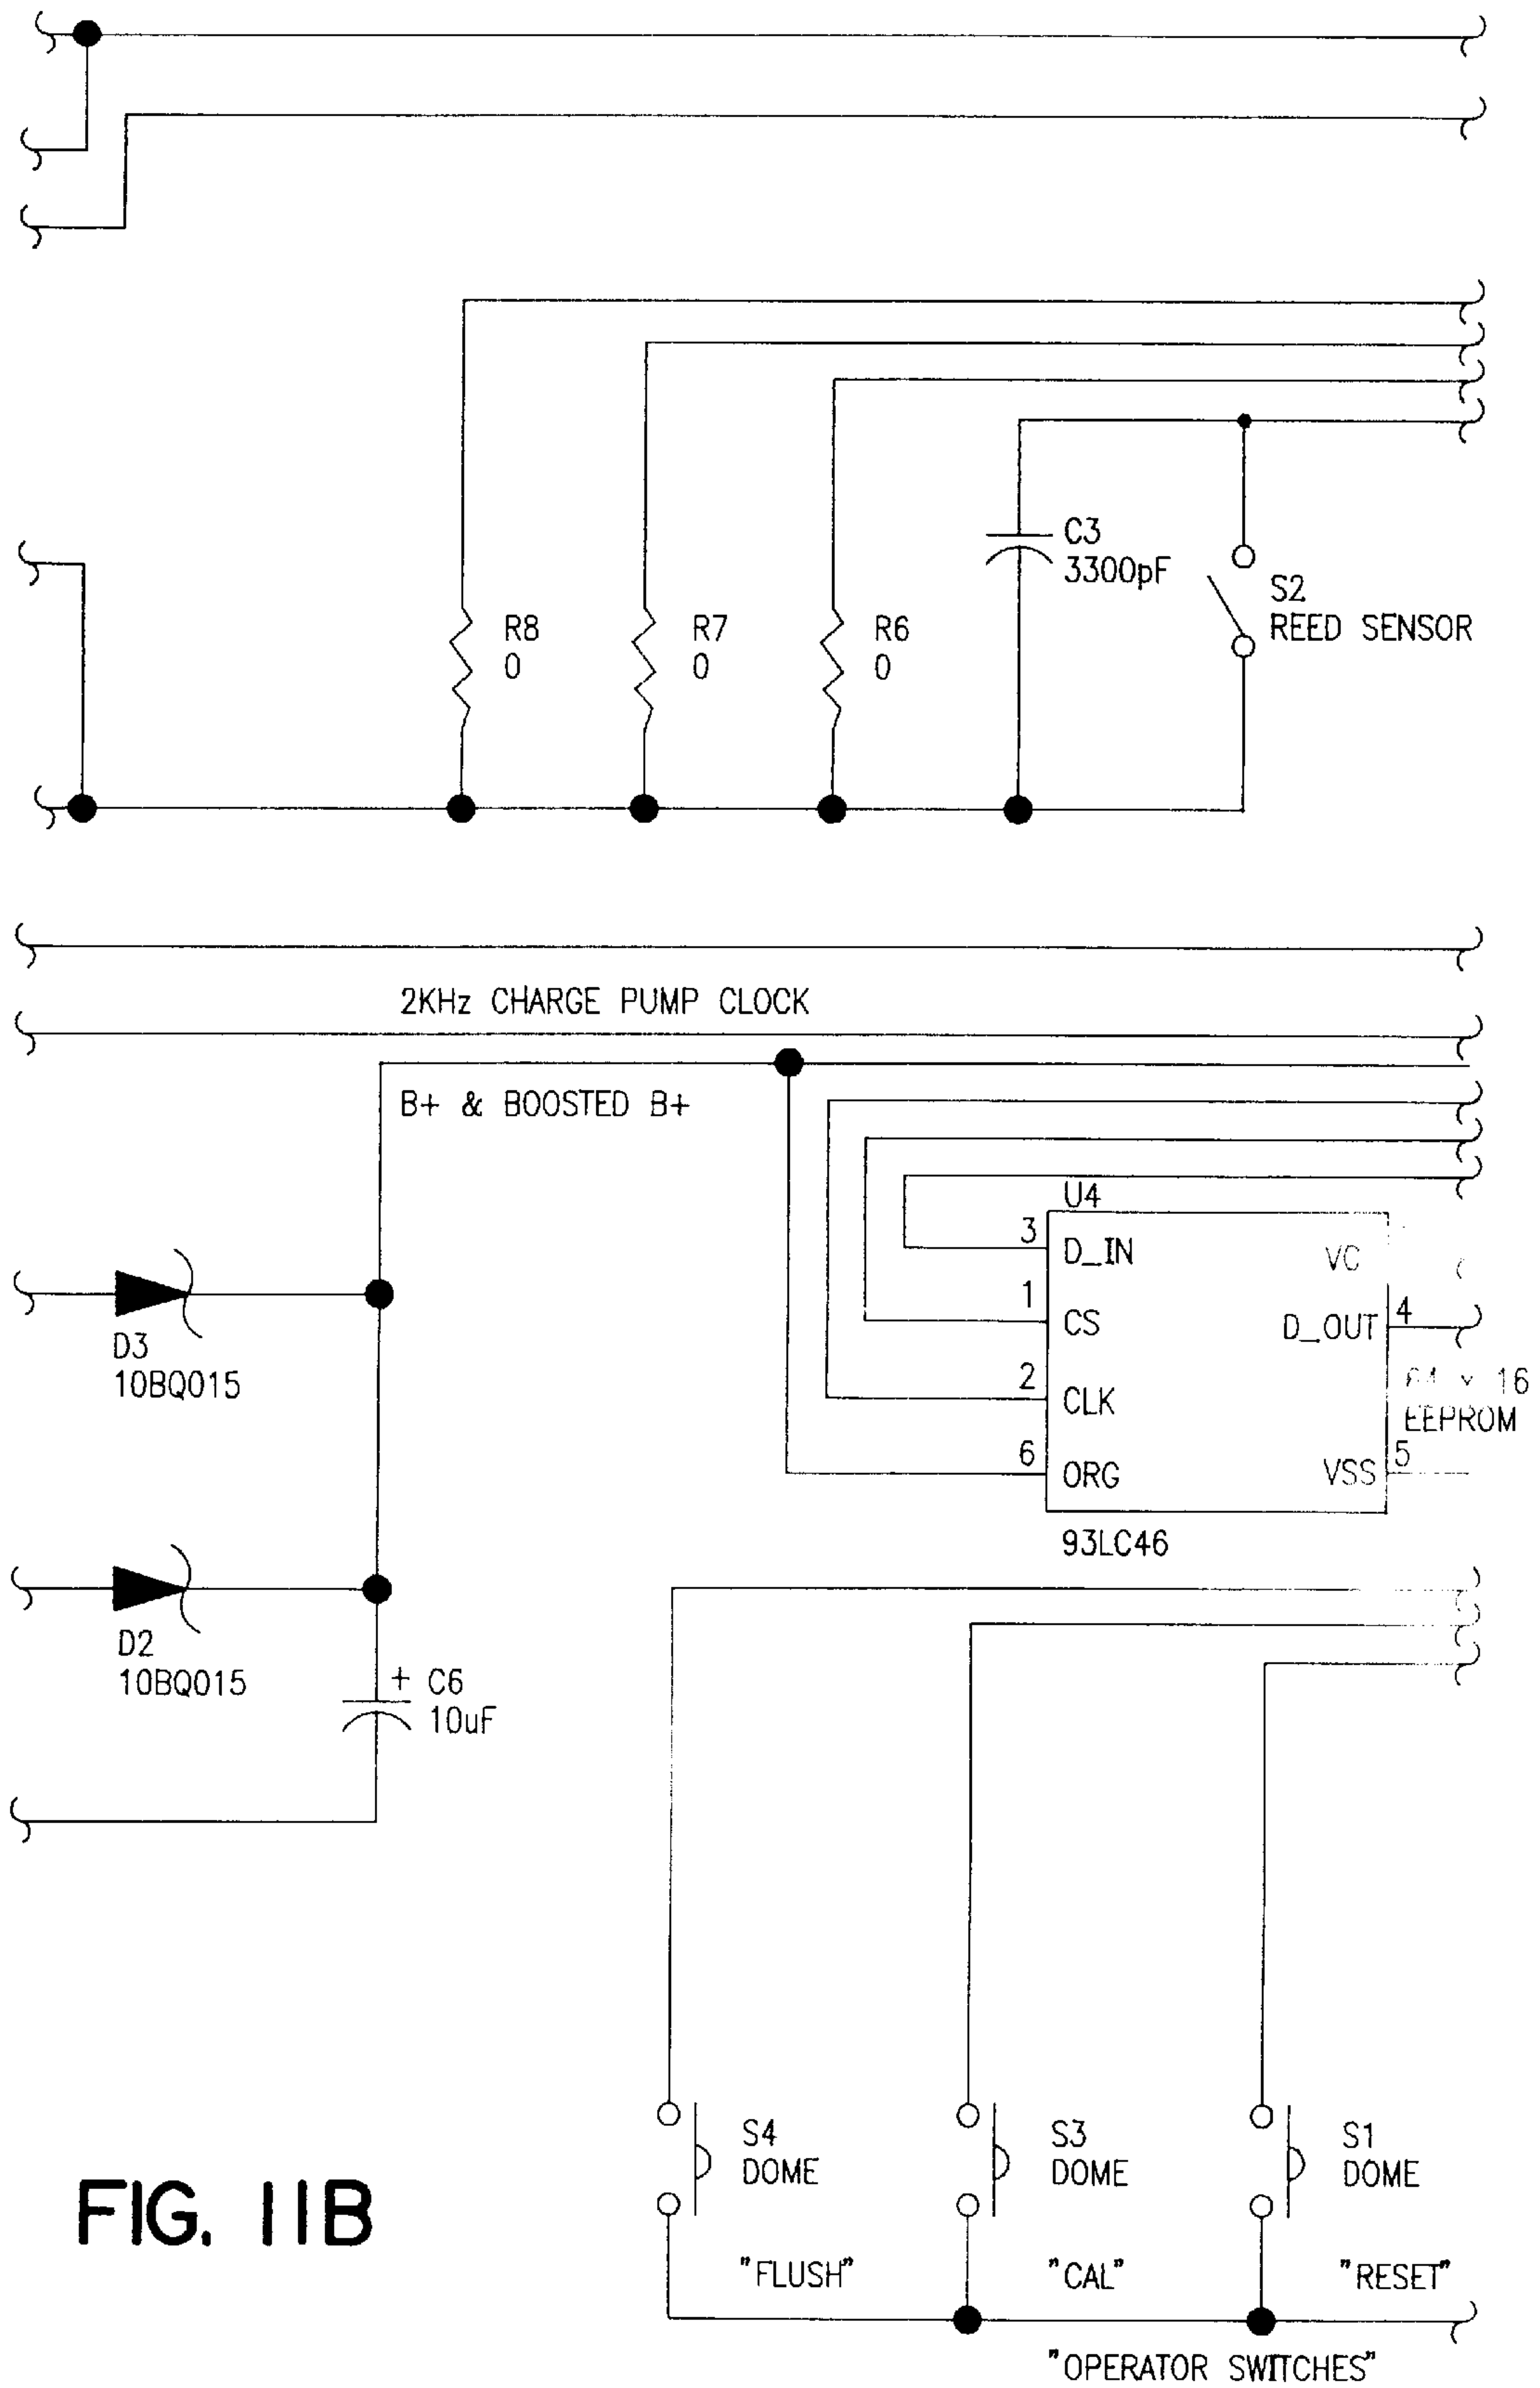 C3
3300pF
S2
REED SENSOR
R8
0
R7
0
R6
0
2KHz CHARGE PUMP CLOCK
B+ & BOOSTED B+
U4
3
D_IN
VC
1
CS
D_OUT
4
2
CLK
16
EEPROM
6
ORG
VSS
5
93LC46
D3
10BQ015
D2
10BQ015
+
C6
10uF
S4
DOME
S3
DOME
S1
DOME
"FLUSH"
"CAL"
"RESET"
"OPERATOR SWITCHES"
FIG. 11B